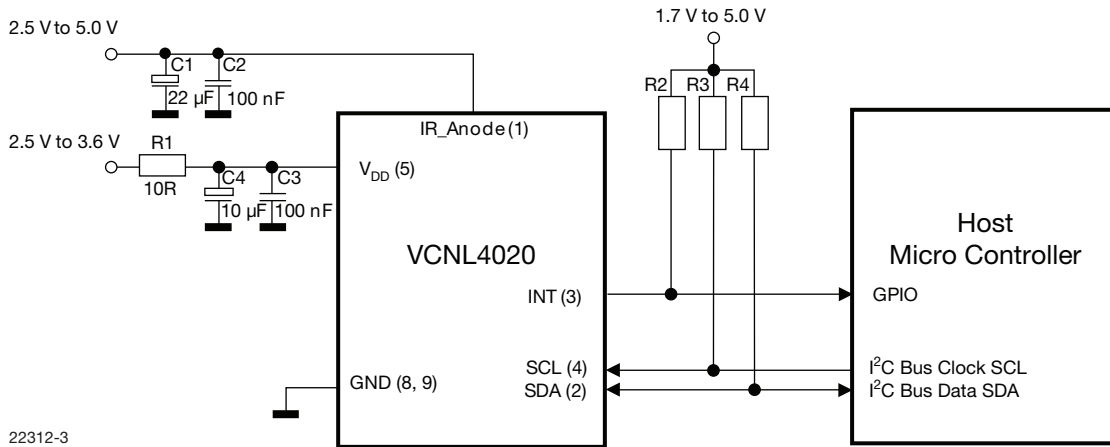 2.5 V to 5.0 V
C1
C2
22 µF
100 nF
2.5 V to 3.6 V
R1
10R
C4
C3
10 µF
100 nF
IR_Anode (1)
VDD (5)
VCNL4020
INT (3)
GND (8, 9)
SCL (4)
SDA (2)
1.7 V to 5.0 V
R2
R3
R4
Host
Micro Controller
GPIO
I²C Bus Clock SCL
I²C Bus Data SDA
22312-3